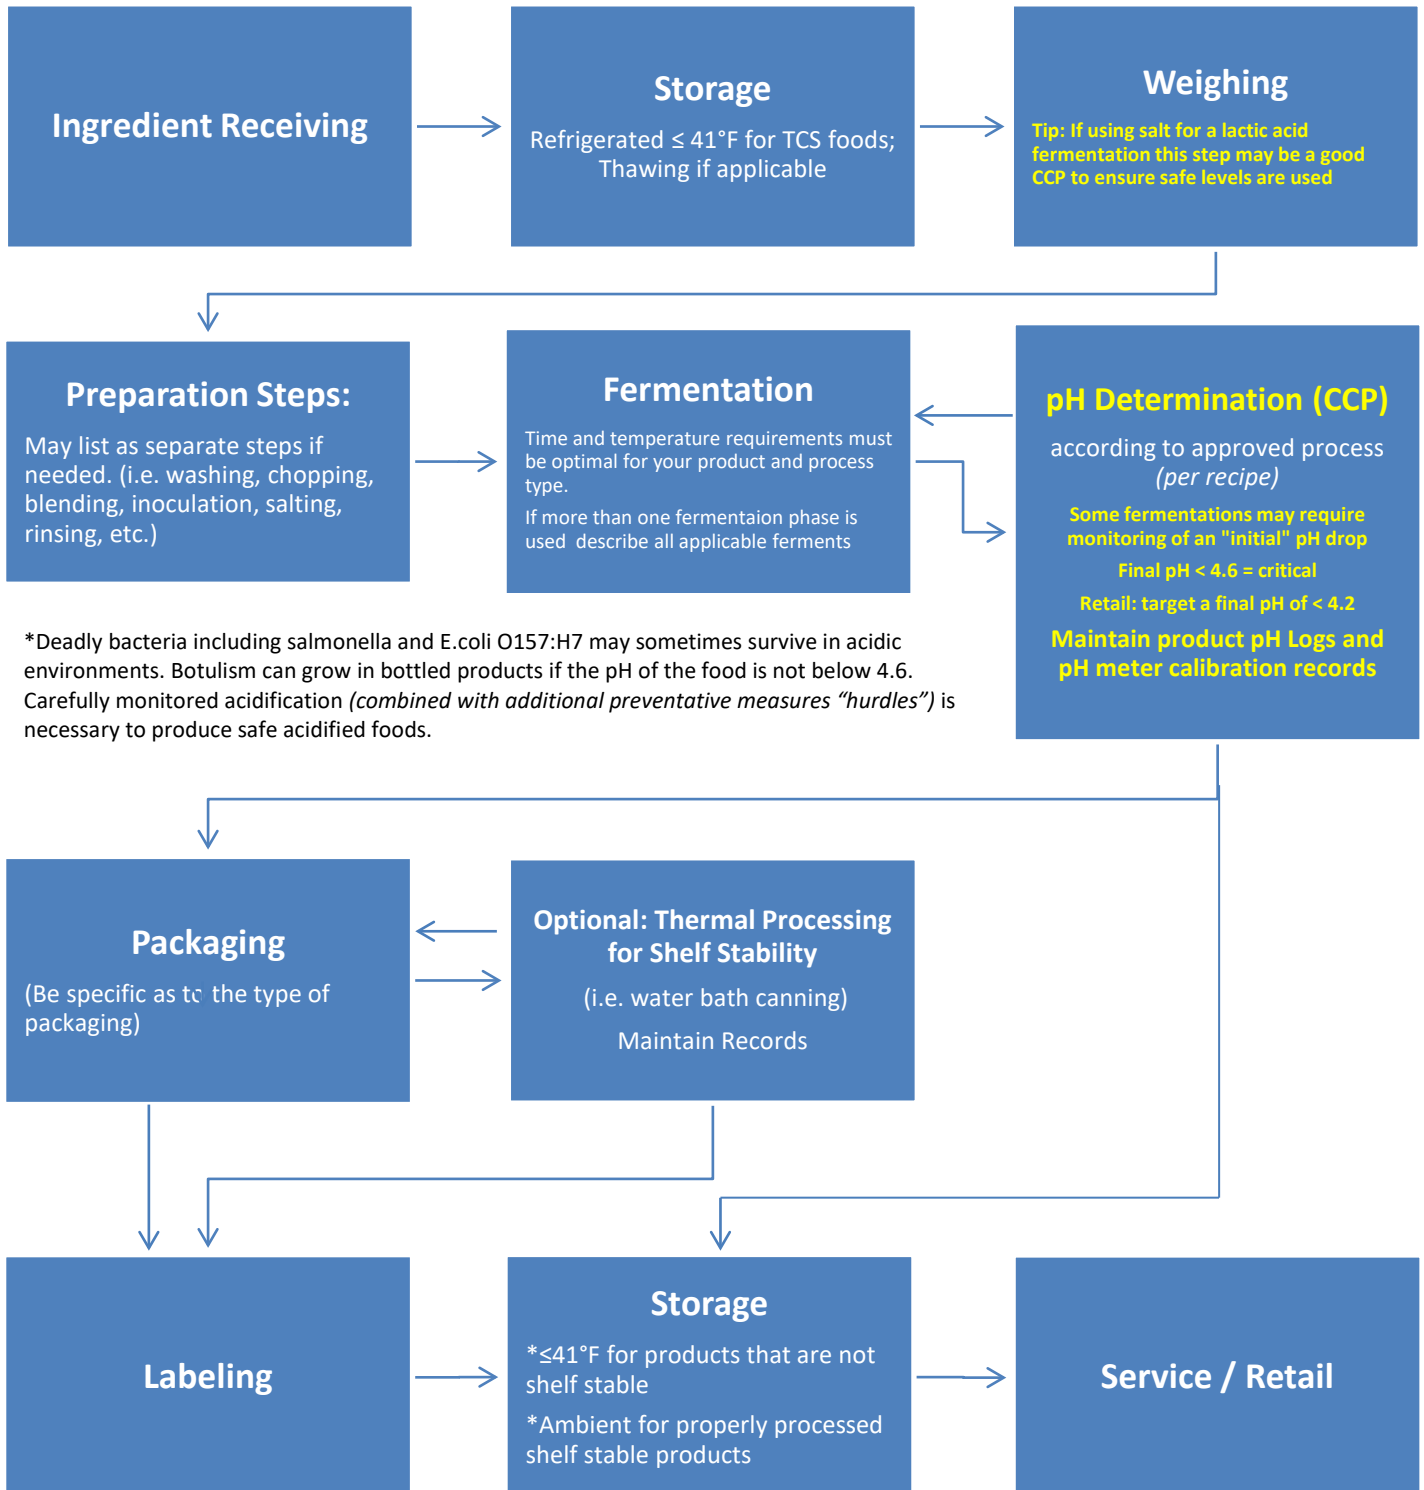 Ingredient Receiving
Storage
Refrigerated ≤ 41°F for TCS foods;
Thawing if applicable
Weighing
Tip: If using salt for a lactic acid
fermentation this step may be a good
CCP to ensure safe levels are used
Preparation Steps:
May list as separate steps if
needed. (i.e. washing, chopping,
blending, inoculation, salting,
rinsing, etc.)
Fermentation
Time and temperature requirements must
be optimal for your product and process
type.
If more than one fermentaion phase is
used describe all applicable ferments
pH Determination (CCP)
according to approved process
(per recipe)
Some fermentations may require
monitoring of an "initial" pH drop
Final pH < 4.6 = critical
Retail: target a final pH of < 4.2
Maintain product pH Logs and
pH meter calibration records
*Deadly bacteria including salmonella and E.coli O157:H7 may sometimes survive in acidic
environments. Botulism can grow in bottled products if the pH of the food is not below 4.6.
Carefully monitored acidification (combined with additional preventative measures “hurdles”) is
necessary to produce safe acidified foods.
Packaging
(Be specific as to the type of
packaging)
Optional: Thermal Processing
for Shelf Stability
(i.e. water bath canning)
Maintain Records
Labeling
Storage
*≤41°F for products that are not
shelf stable
*Ambient for properly processed
shelf stable products
Service / Retail